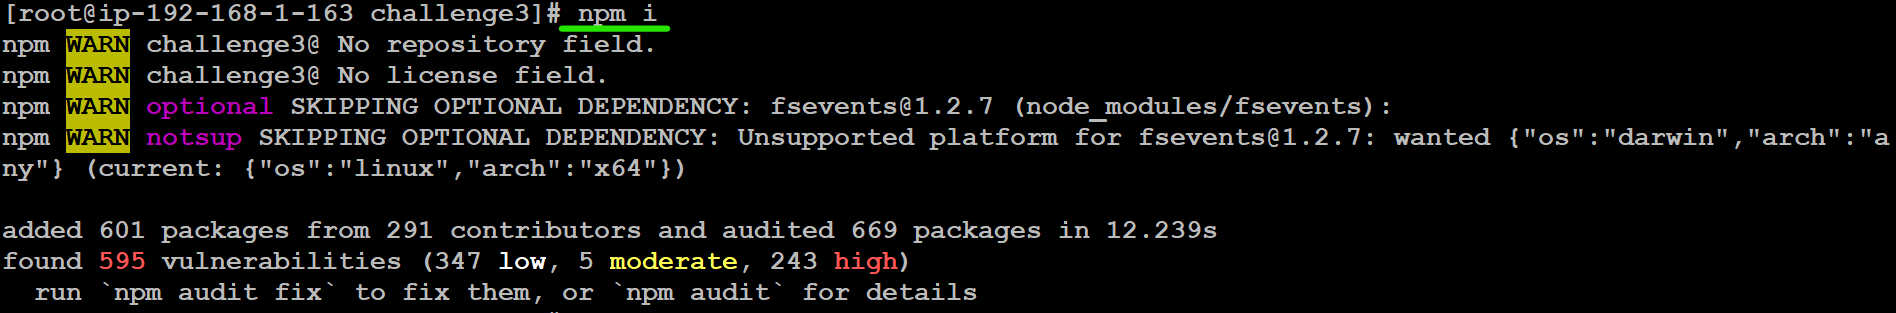 [root@ip-192-168-1-163 challenge3]# npm i
npm WARN challenge3@ No repository field.
npm WARN challenge3@ No license field.
npm WARN optional SKIPPING OPTIONAL DEPENDENCY: fsevents@1.2.7 (node_modules/fsevents):
npm WARN notsup SKIPPING OPTIONAL DEPENDENCY: Unsupported platform for fsevents@1.2.7: wanted {"os":"darwin","arch":"a
ny"} (current: {"os":"linux","arch":"x64"})
added 601 packages from 291 contributors and audited 669 packages in 12.239s
found 595 vulnerabilities (347 low, 5 moderate, 243 high)
  run `npm audit fix` to fix them, or `npm audit` for details